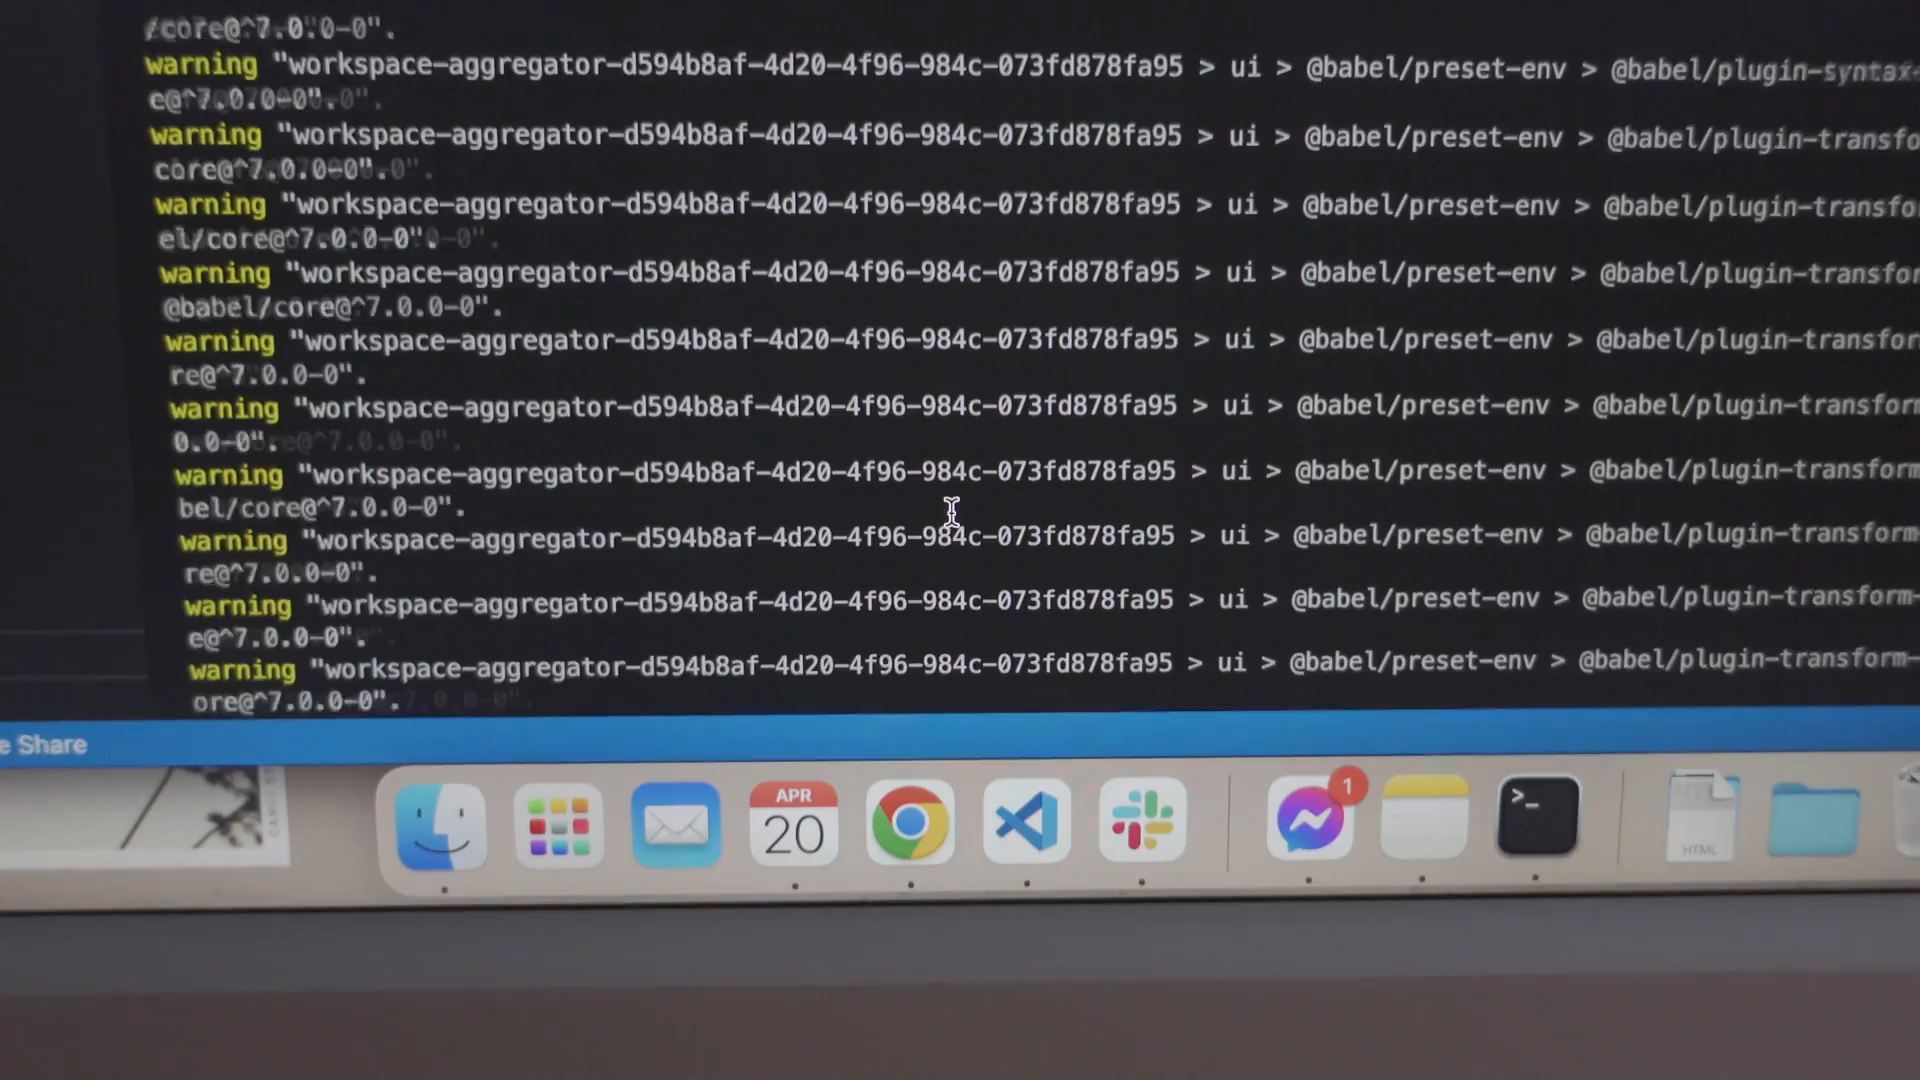 /core@^7.0.0-0".
warning "workspace-aggregator-d594b8af-4d20-4f96-984c-073fd878fa95 > ui > @babel/preset-env > @babel/plugin-syntax-
e@^7.0.0-0".
warning "workspace-aggregator-d594b8af-4d20-4f96-984c-073fd878fa95 > ui > @babel/preset-env > @babel/plugin-transfo
core@^7.0.0-0".
warning "workspace-aggregator-d594b8af-4d20-4f96-984c-073fd878fa95 > ui > @babel/preset-env > @babel/plugin-transfo
el/core@^7.0.0-0".
warning "workspace-aggregator-d594b8af-4d20-4f96-984c-073fd878fa95 > ui > @babel/preset-env > @babel/plugin-transfor
@babel/core@^7.0.0-0".
warning "workspace-aggregator-d594b8af-4d20-4f96-984c-073fd878fa95 > ui > @babel/preset-env > @babel/plugin-transfor
re@^7.0.0-0".
warning "workspace-aggregator-d594b8af-4d20-4f96-984c-073fd878fa95 > ui > @babel/preset-env > @babel/plugin-transform
0.0-0".
warning "workspace-aggregator-d594b8af-4d20-4f96-984c-073fd878fa95 > ui > @babel/preset-env > @babel/plugin-transform
bel/core@^7.0.0-0".
warning "workspace-aggregator-d594b8af-4d20-4f96-984c-073fd878fa95 > ui > @babel/preset-env > @babel/plugin-transform
re@^7.0.0-0".
warning "workspace-aggregator-d594b8af-4d20-4f96-984c-073fd878fa95 > ui > @babel/preset-env > @babel/plugin-transform-
e@^7.0.0-0".
warning "workspace-aggregator-d594b8af-4d20-4f96-984c-073fd878fa95 > ui > @babel/preset-env > @babel/plugin-transform-
ore@^7.0.0-0".
e Share
APR
20
1
>_
HTML